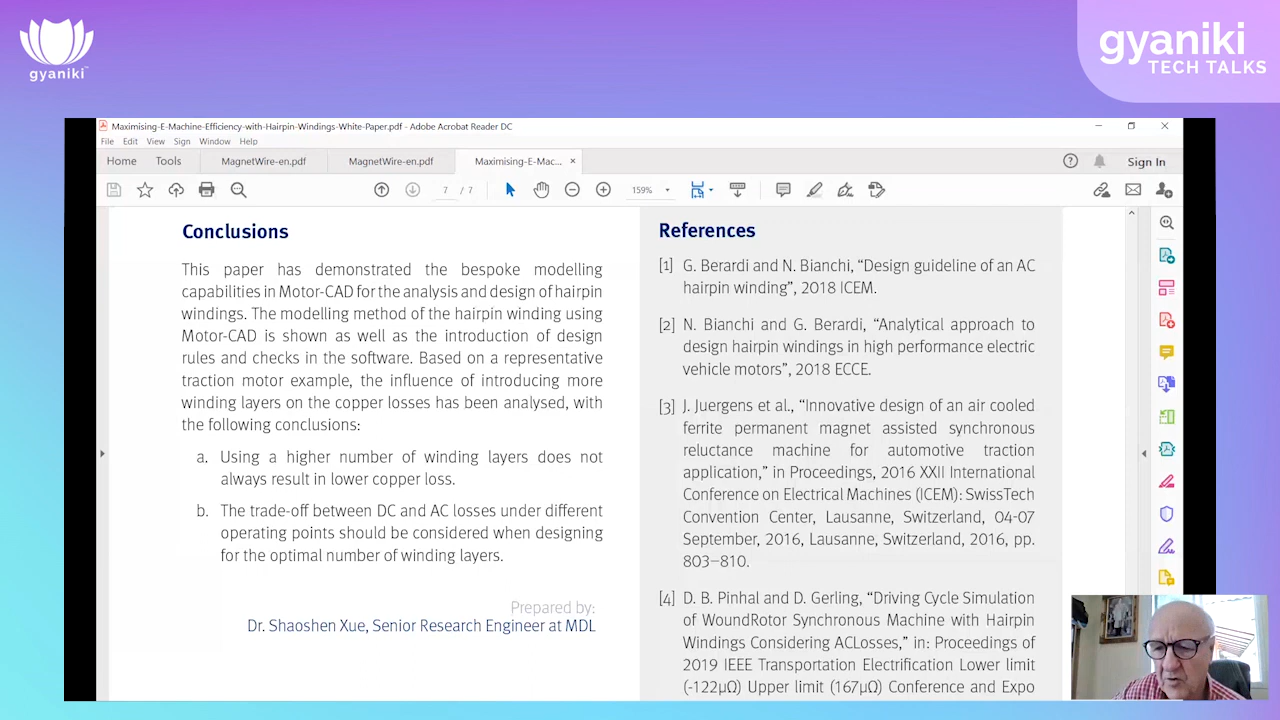 gyaniki
gyaniki
TECH TALKS
Maximising-E-Machine-Efficiency-with-Hairpin-Windings-White-Paper.pdf - Adobe Acrobat Reader DC
File Edit View Sign Window Help
Home Tools MagnetWire-en.pdf MagnetWire-en.pdf Maximising-E-Mac... × Sign In
7 / 7 159%
Conclusions
This paper has demonstrated the bespoke modelling
capabilities in Motor-CAD for the analysis and design of hairpin
windings. The modelling method of the hairpin winding using
Motor-CAD is shown as well as the introduction of design
rules and checks in the software. Based on a representative
traction motor example, the influence of introducing more
winding layers on the copper losses has been analysed, with
the following conclusions:
a. Using a higher number of winding layers does not
always result in lower copper loss.
b. The trade-off between DC and AC losses under different
operating points should be considered when designing
for the optimal number of winding layers.
Prepared by:
Dr. Shaoshen Xue, Senior Research Engineer at MDL
References
[1] G. Berardi and N. Bianchi, “Design guideline of an AC
hairpin winding”, 2018 ICEM.
[2] N. Bianchi and G. Berardi, “Analytical approach to
design hairpin windings in high performance electric
vehicle motors”, 2018 ECCE.
[3] J. Juergens et al., “Innovative design of an air cooled
ferrite permanent magnet assisted synchronous
reluctance machine for automotive traction
application,” in Proceedings, 2016 XXII International
Conference on Electrical Machines (ICEM): SwissTech
Convention Center, Lausanne, Switzerland, 04-07
September, 2016, Lausanne, Switzerland, 2016, pp.
803–810.
[4] D. B. Pinhal and D. Gerling, “Driving Cycle Simulation
of WoundRotor Synchronous Machine with Hairpin
Windings Considering ACLosses,” in: Proceedings of
2019 IEEE Transportation Electrification Lower limit
(-122µΩ) Upper limit (167µΩ) Conference and Expo